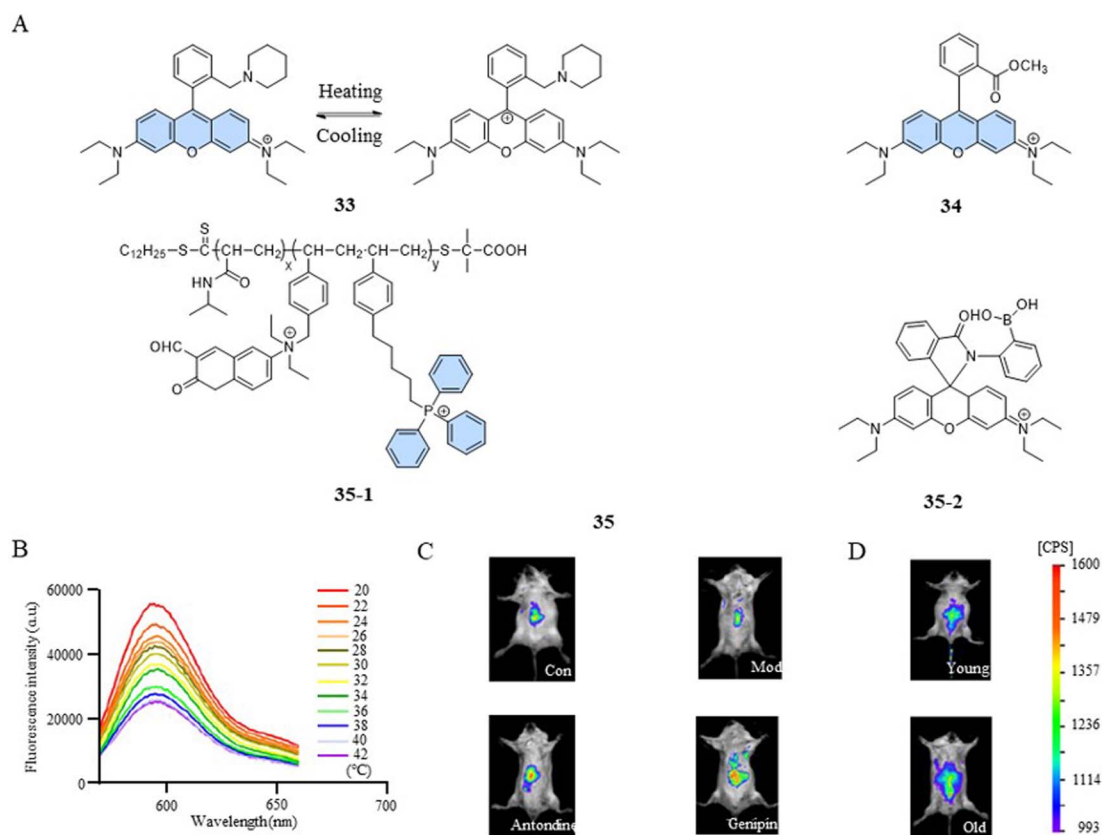 A
N
N
Heating
Cooling
⊕
⊕
N
O
N
⊕
N
O
N
33
OCH3
O
N
O
N
⊕
34
S
C12H25
S
C
CH
CH2
x
CH
CH2
CH
CH2
y
S
COOH
HN
O
OHC
O
N
⊕
P
⊕
35-1
OH
HO
B
O
N
N
O
N
⊕
35-2
35
B
Fluorescence intensity (a.u.)
60000
40000
20000
0
600
700
Wavelength(nm)
20
22
24
26
28
30
32
34
36
38
40
42
(°C)
C
Con
Mod
Antondine
Genipin
D
Young
Old
[CPS]
1600
1479
1357
1236
1114
993